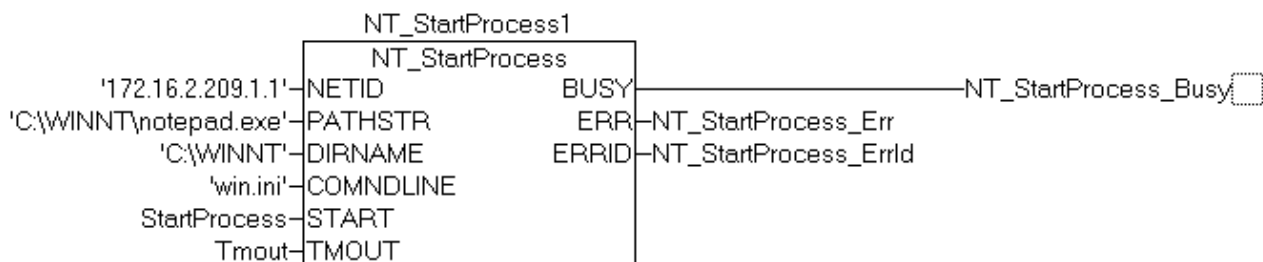 NT_StartProcess1
NT_StartProcess
'172.16.2.209.1.1' NETID BUSY NT_StartProcess_Busy
'C:\WINNT\notepad.exe' PATHSTR ERR NT_StartProcess_Err
'C:\WINNT' DIRNAME ERRID NT_StartProcess_ErrId
'win.ini' COMNDLINE
StartProcess START
Tmout TMOUT